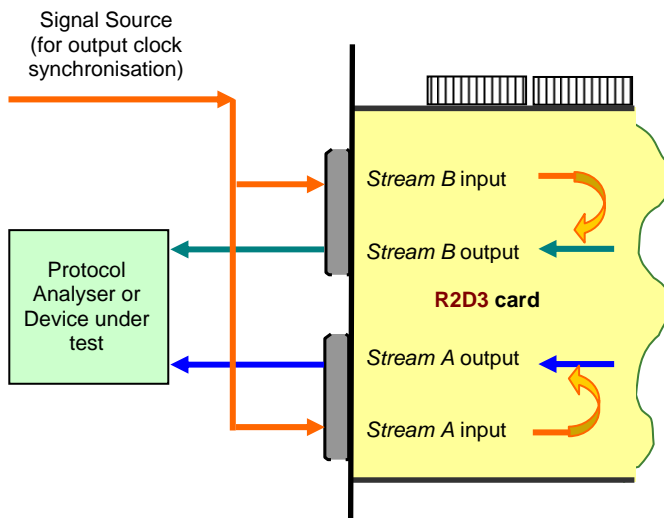 Signal Source
(for output clock
synchronisation)
Stream B input
Stream B output
Protocol
Analyser or
Device under
test
R2D3 card
Stream A output
Stream A input